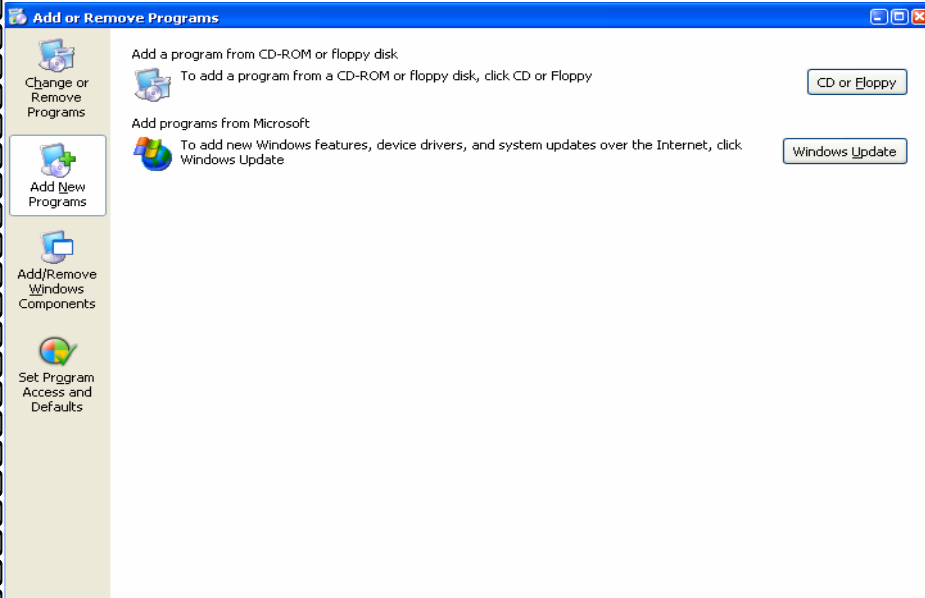 Add or Remove Programs
Change or
Remove
Programs
Add New
Programs
Add/Remove
Windows
Components
Set Program
Access and
Defaults
Add a program from CD-ROM or floppy disk
To add a program from a CD-ROM or floppy disk, click CD or Floppy
CD or Floppy
Add programs from Microsoft
To add new Windows features, device drivers, and system updates over the Internet, click
Windows Update
Windows Update